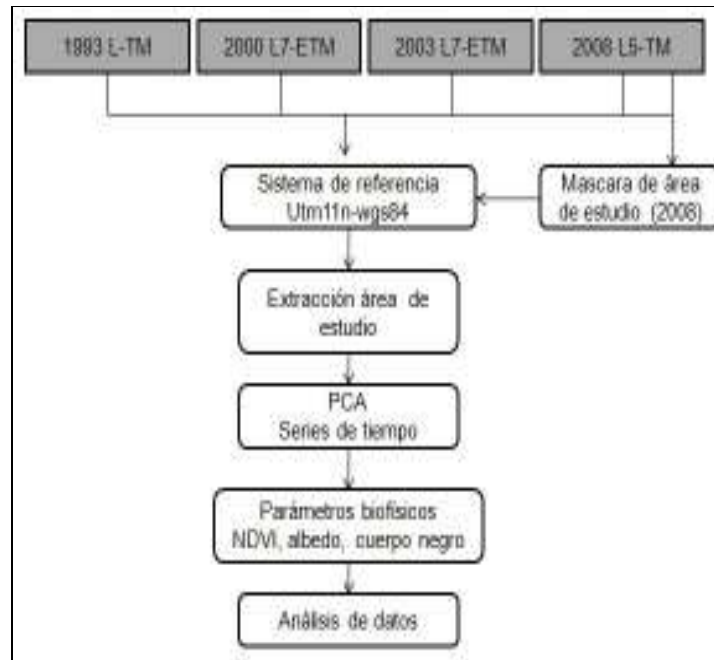 1993 L-TM
2000 L7-ETM
2003 L7-ETM
2008 L5-TM
Sistema de referencia
Utm11n-wgs84
Mascara de área
de estudio (2008)
Extracción área de
estudio
PCA
Series de tiempo
Parámetros biofísicos
NDVI, albedo, cuerpo negro
Análisis de datos